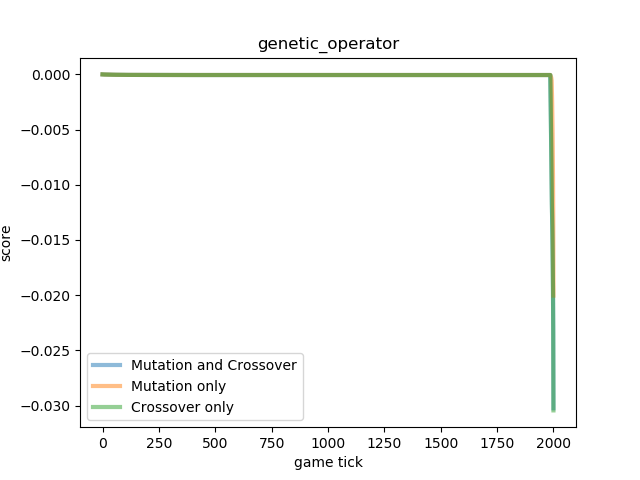 genetic_operator
score
0.000
−0.005
−0.010
−0.015
−0.020
−0.025
−0.030
Mutation and Crossover
Mutation only
Crossover only
0 250 500 750 1000 1250 1500 1750 2000
game tick